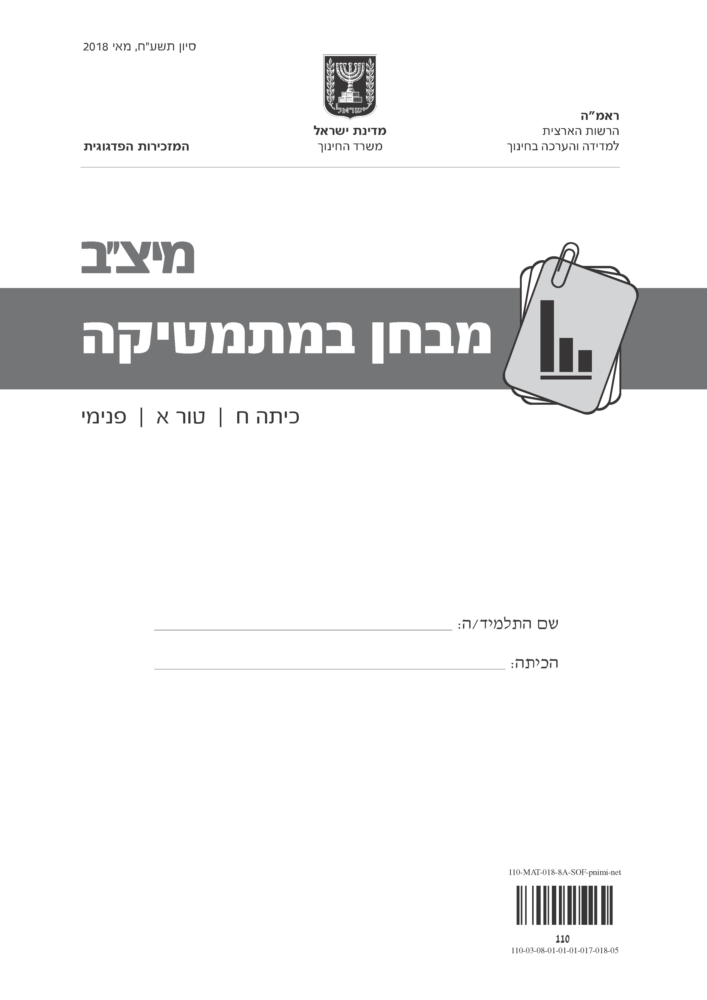 סיון תשע"ח, מאי 2018
ראמ"ה
הרשות הארצית
למדידה והערכה בחינוך
ישראל
מדינת ישראל
משרד החינוך
המזכירות הפדגוגית
מיצ"ב
מבחן במתמטיקה
כיתה ח | טור א | פנימי
שם התלמיד/ה:
הכיתה:
110-MAT-018-8A-SOF-pnimi-net
110
110-03-08-01-01-01-017-018-05